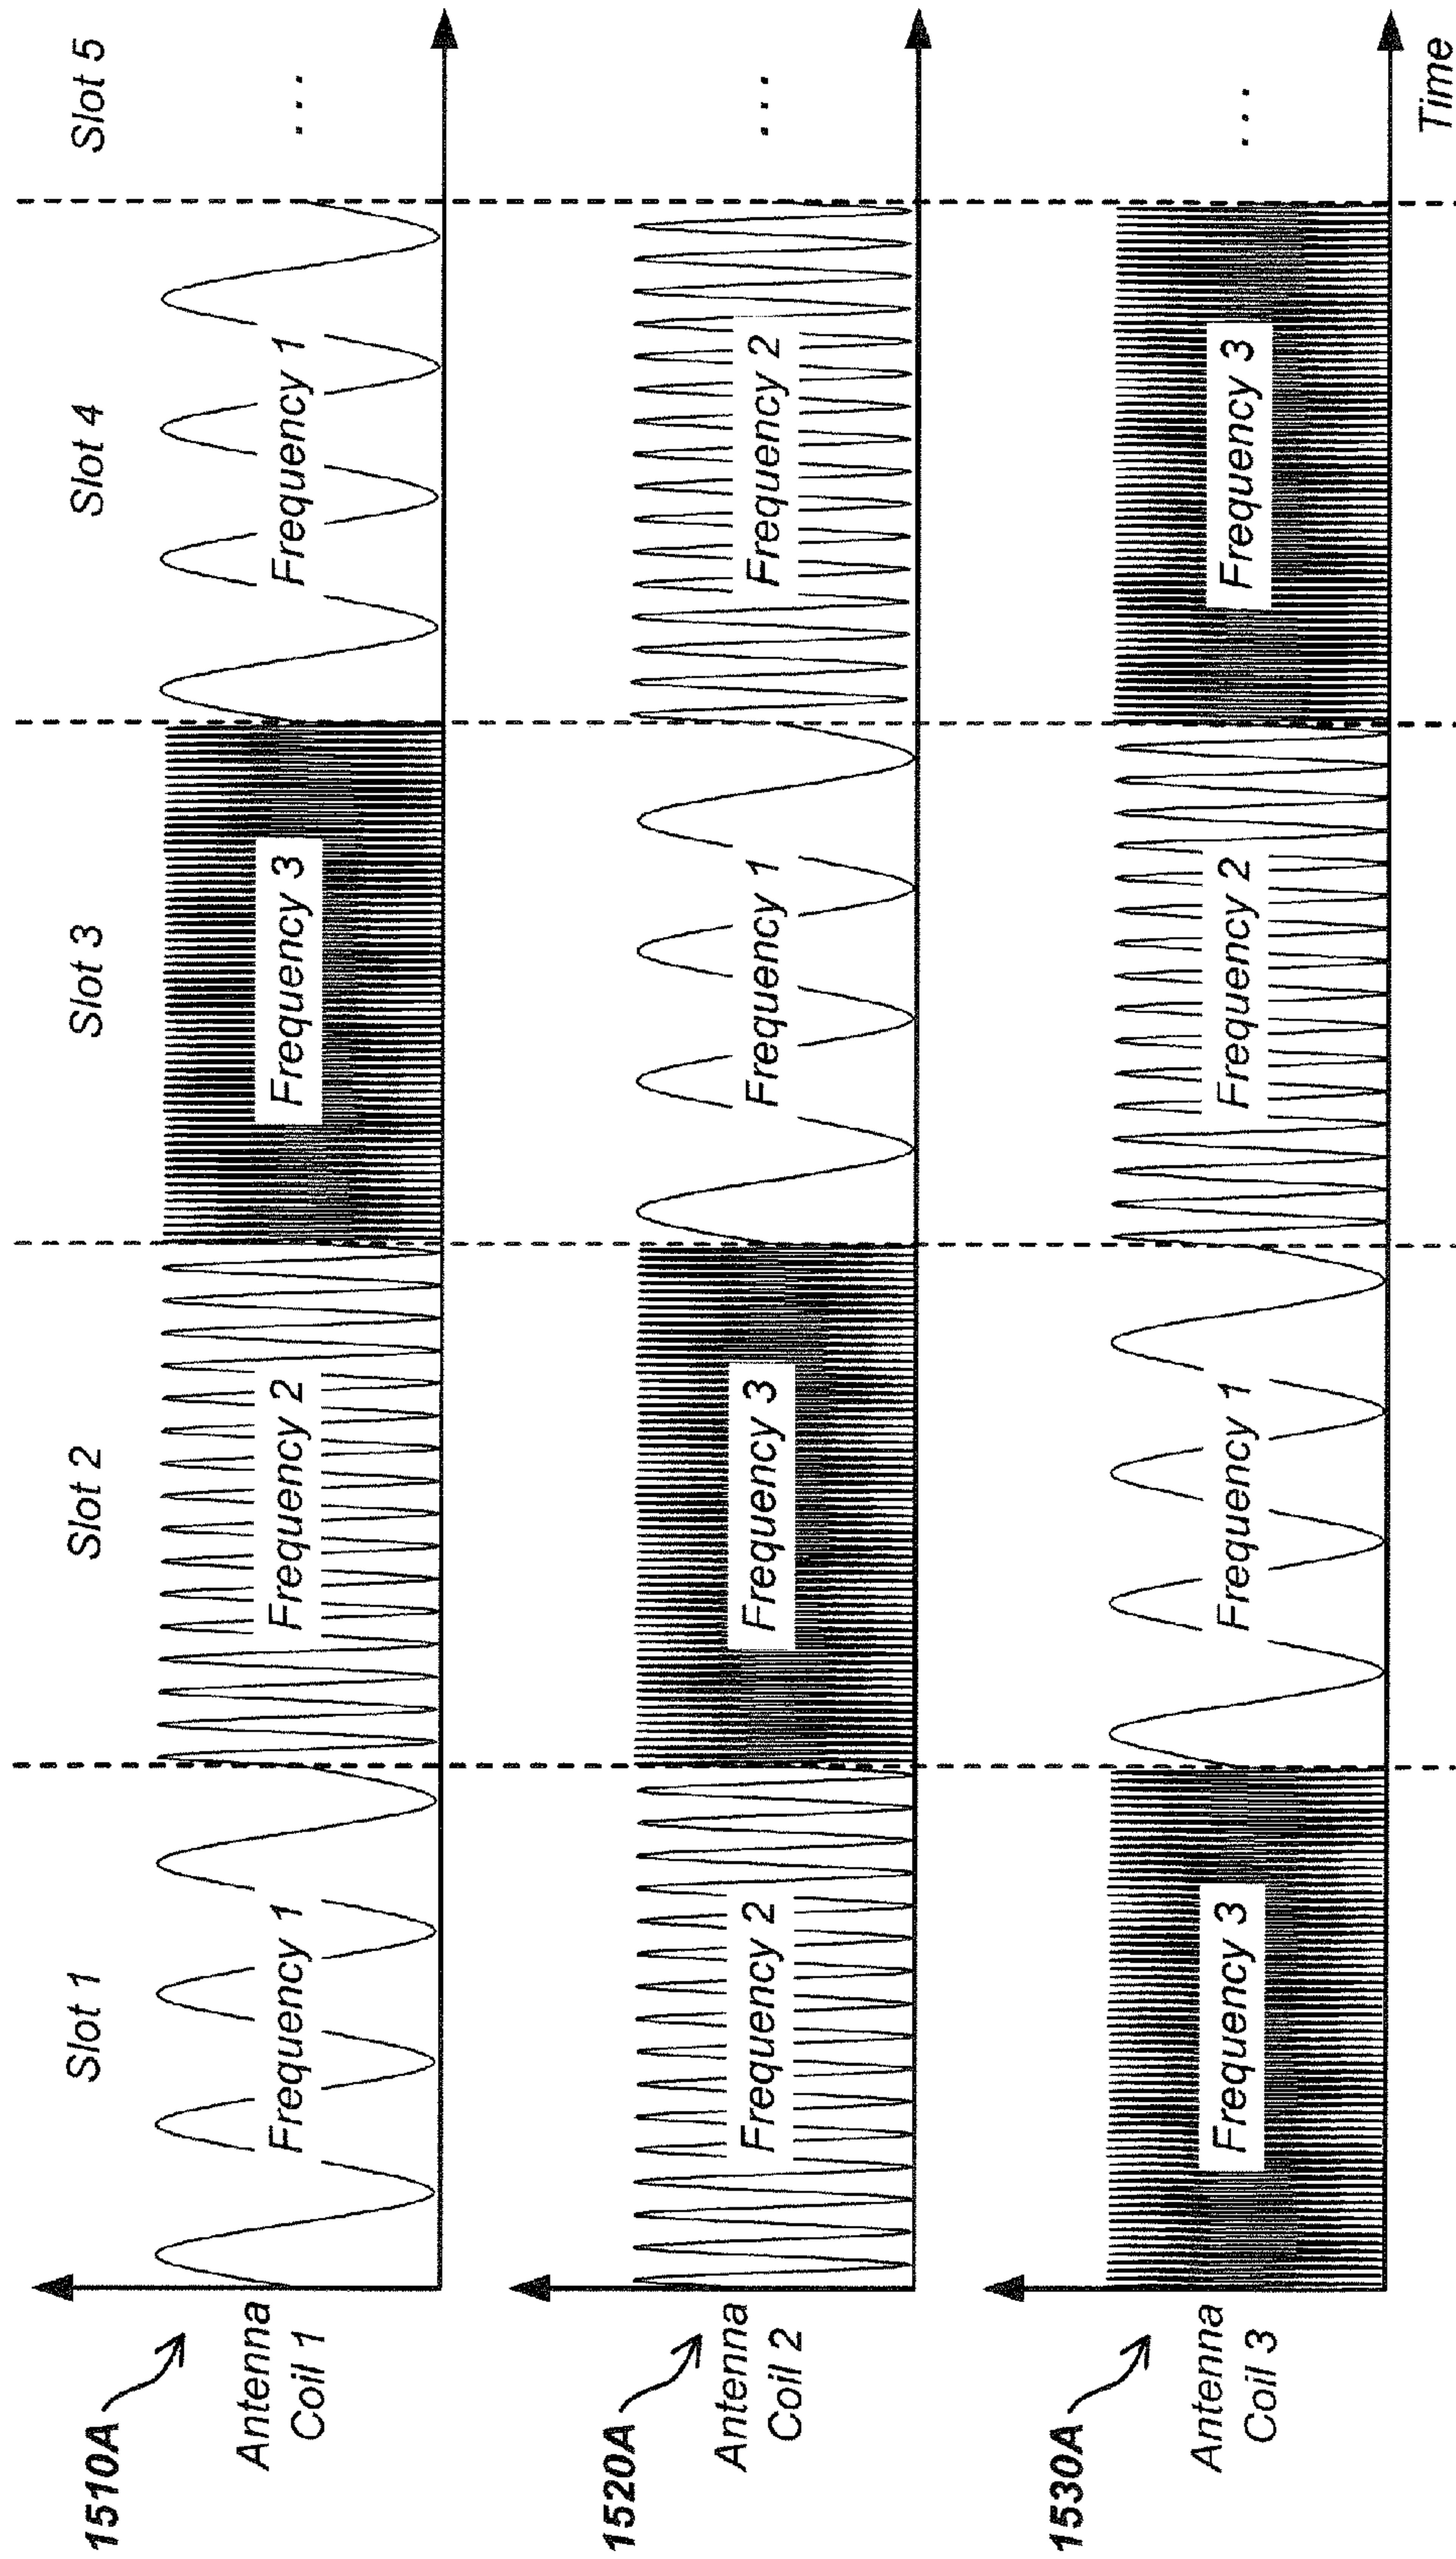 Slot 1
Slot 2
Slot 3
Slot 4
Slot 5
1510A
Antenna
Coil 1
Frequency 1
Frequency 2
Frequency 3
Frequency 1
...
1520A
Antenna
Coil 2
Frequency 2
Frequency 3
Frequency 1
Frequency 2
...
1530A
Antenna
Coil 3
Frequency 3
Frequency 1
Frequency 2
Frequency 3
...
Time